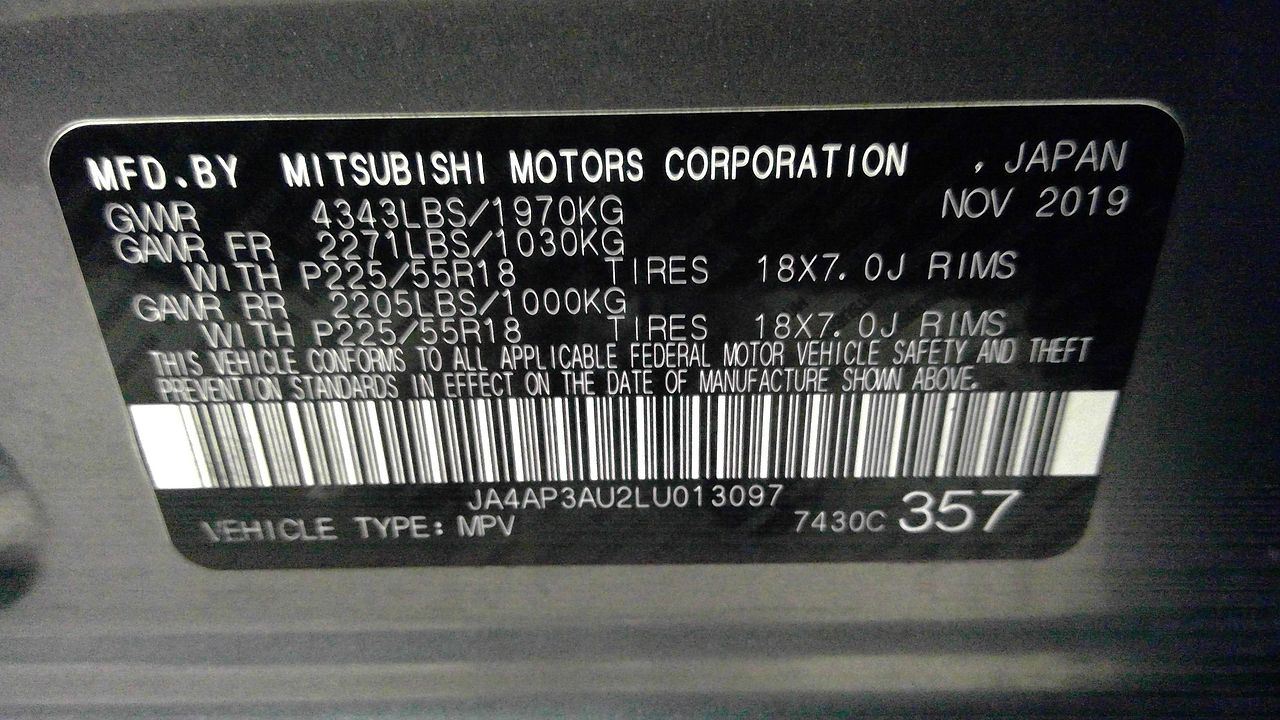 MFD.BY MITSUBISHI MOTORS CORPORATION , JAPAN
GVWR 4343LBS/1970KG NOV 2019
GAWR FR 2271LBS/1030KG
WITH P225/55R18 TIRES 18X7.0J RIMS
GAWR RR 2205LBS/1000KG
WITH P225/55R18 TIRES 18X7.0J RIMS
THIS VEHICLE CONFORMS TO ALL APPLICABLE FEDERAL MOTOR VEHICLE SAFETY AND THEFT
PREVENTION STANDARDS IN EFFECT ON THE DATE OF MANUFACTURE SHOWN ABOVE.
JA4AP3AU2LU013097
VEHICLE TYPE: MPV 7430C 357